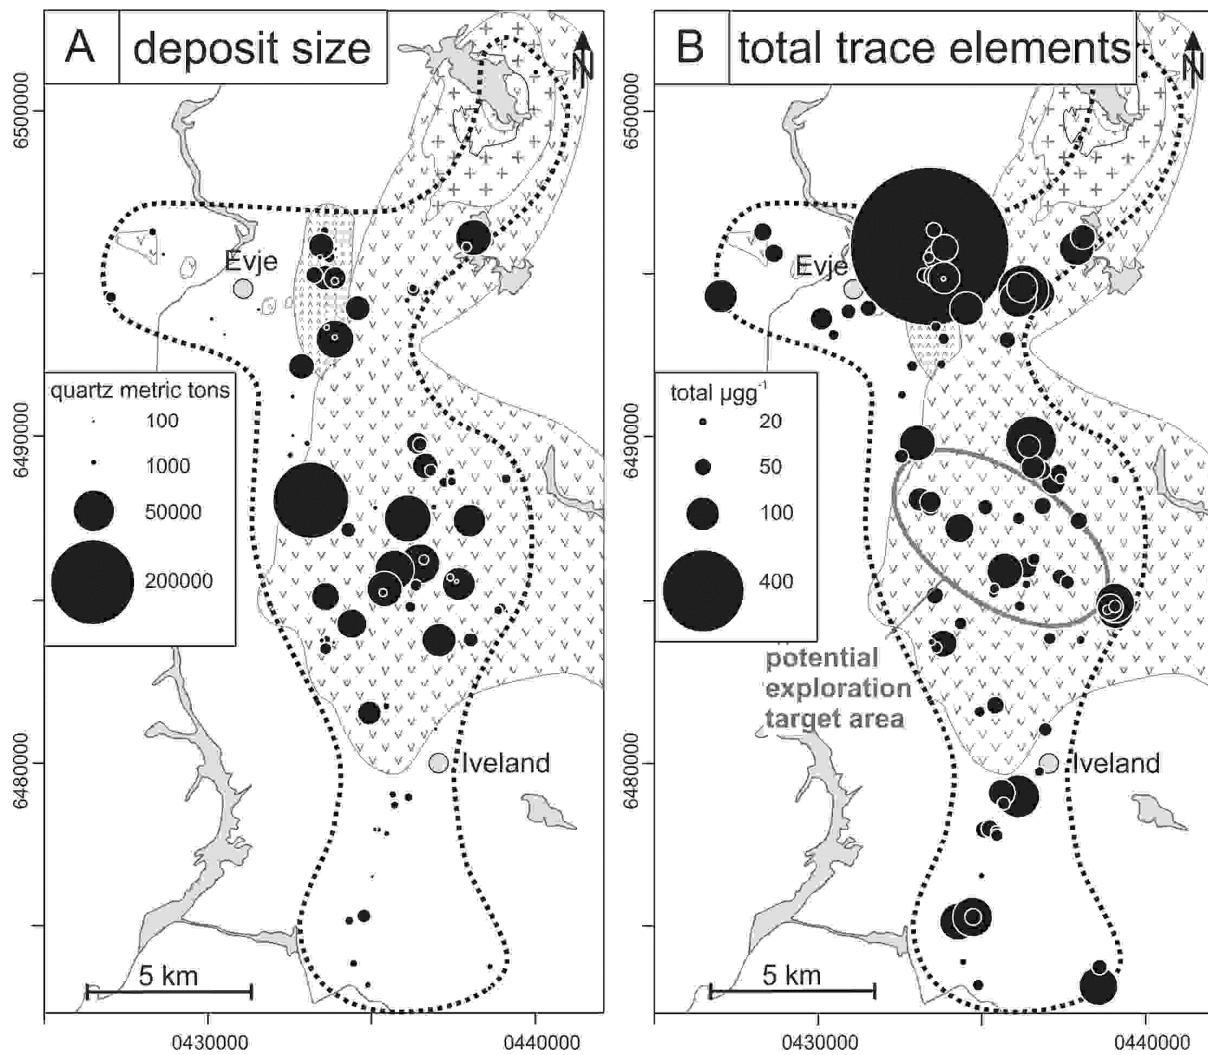 A
deposit size
N
6500000
6490000
6480000
Evje
quartz metric tons
100
1000
50000
200000
Iveland
5 km
0430000
0440000
B
total trace elements
N
6500000
6490000
6480000
Evje
total µgg-1
20
50
100
400
potential
exploration
target area
Iveland
5 km
0430000
0440000